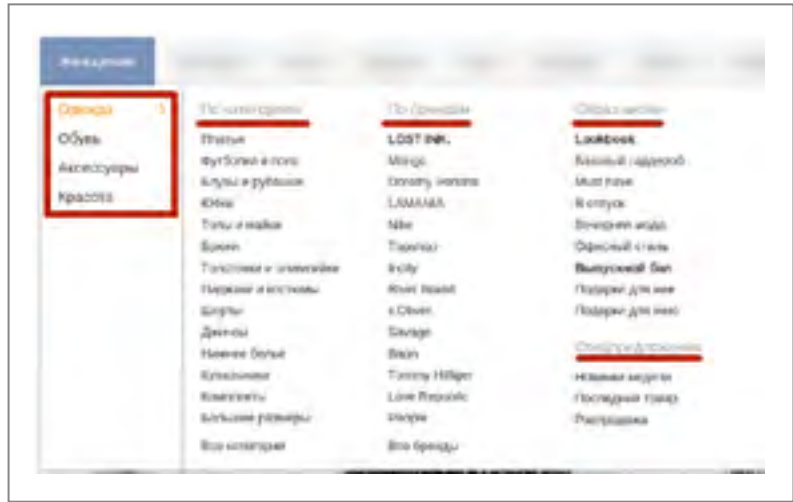 Женщинам
Одежда
Обувь
Аксессуары
Красота
По категориям
Платья
Футболки и поло
Блузы и рубашки
Юбки
Топы и майки
Брюки
Толстовки и олимпийки
Пиджаки и костюмы
Шорты
Джинсы
Нижнее белье
Купальники
Комплекты
Большие размеры
Все категории
По брендам
LOST INK.
Mango
Dorothy Perkins
LAMANIA
Nike
Topshop
Incity
River Island
s.Oliver
Savage
Baon
Tommy Hilfiger
Love Republic
People
Все бренды
Образ жизни
Lookbook
Базовый гардероб
Must have
В отпуск
Вечерняя мода
Офисный стиль
Выпускной бал
Подарки для нее
Подарки для него
Спецпредложения
Новинки недели
Последний товар
Распродажа